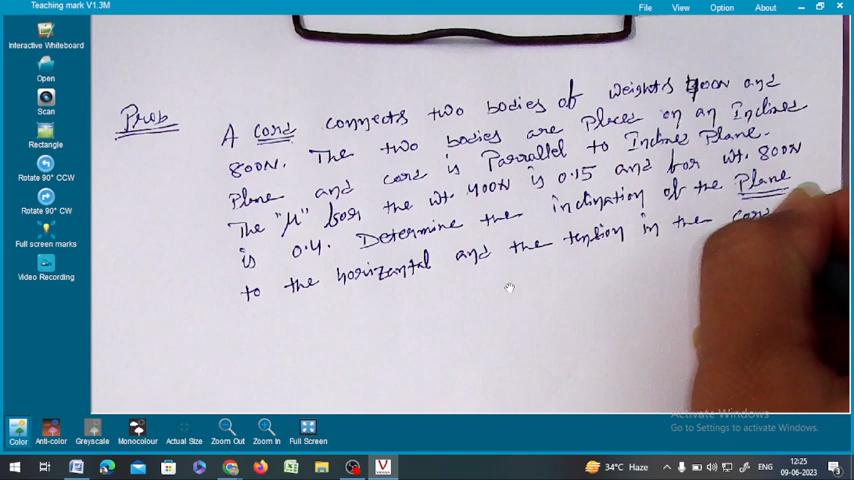 Teaching mark V1.3M
File
View
Option
About
Interactive Whiteboard
Open
Scan
Rectangle
Rotate 90° CCW
Rotate 90° CW
Full screen marks
Video Recording
Prob
A cord connects two bodies of weights 400N and
800N. The two bodies are Placed on an Inclined
Plane and cord is Parrallel to Inclined Plane.
The "μ" for the wt. 400N is 0.15 and for wt. 800N
is 0.4. Determine the inclination of the Plane
to the horizontal and the tension in the cord
Activate Windows
Go to Settings to activate Windows.
Color
Anti-color
Greyscale
Monocolour
Actual Size
Zoom Out
Zoom In
Full Screen
34°C Haze
ENG
12:25
09-06-2023